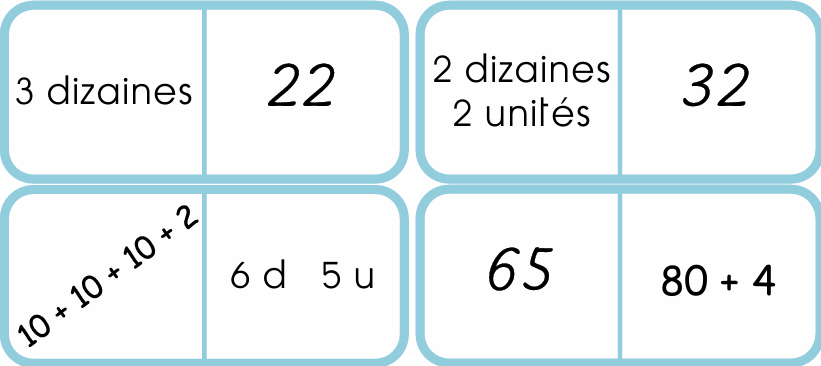 3 dizaines
22
2 dizaines
2 unités
32
10 + 10 + 10 + 2
6 d 5 u
65
80 + 4